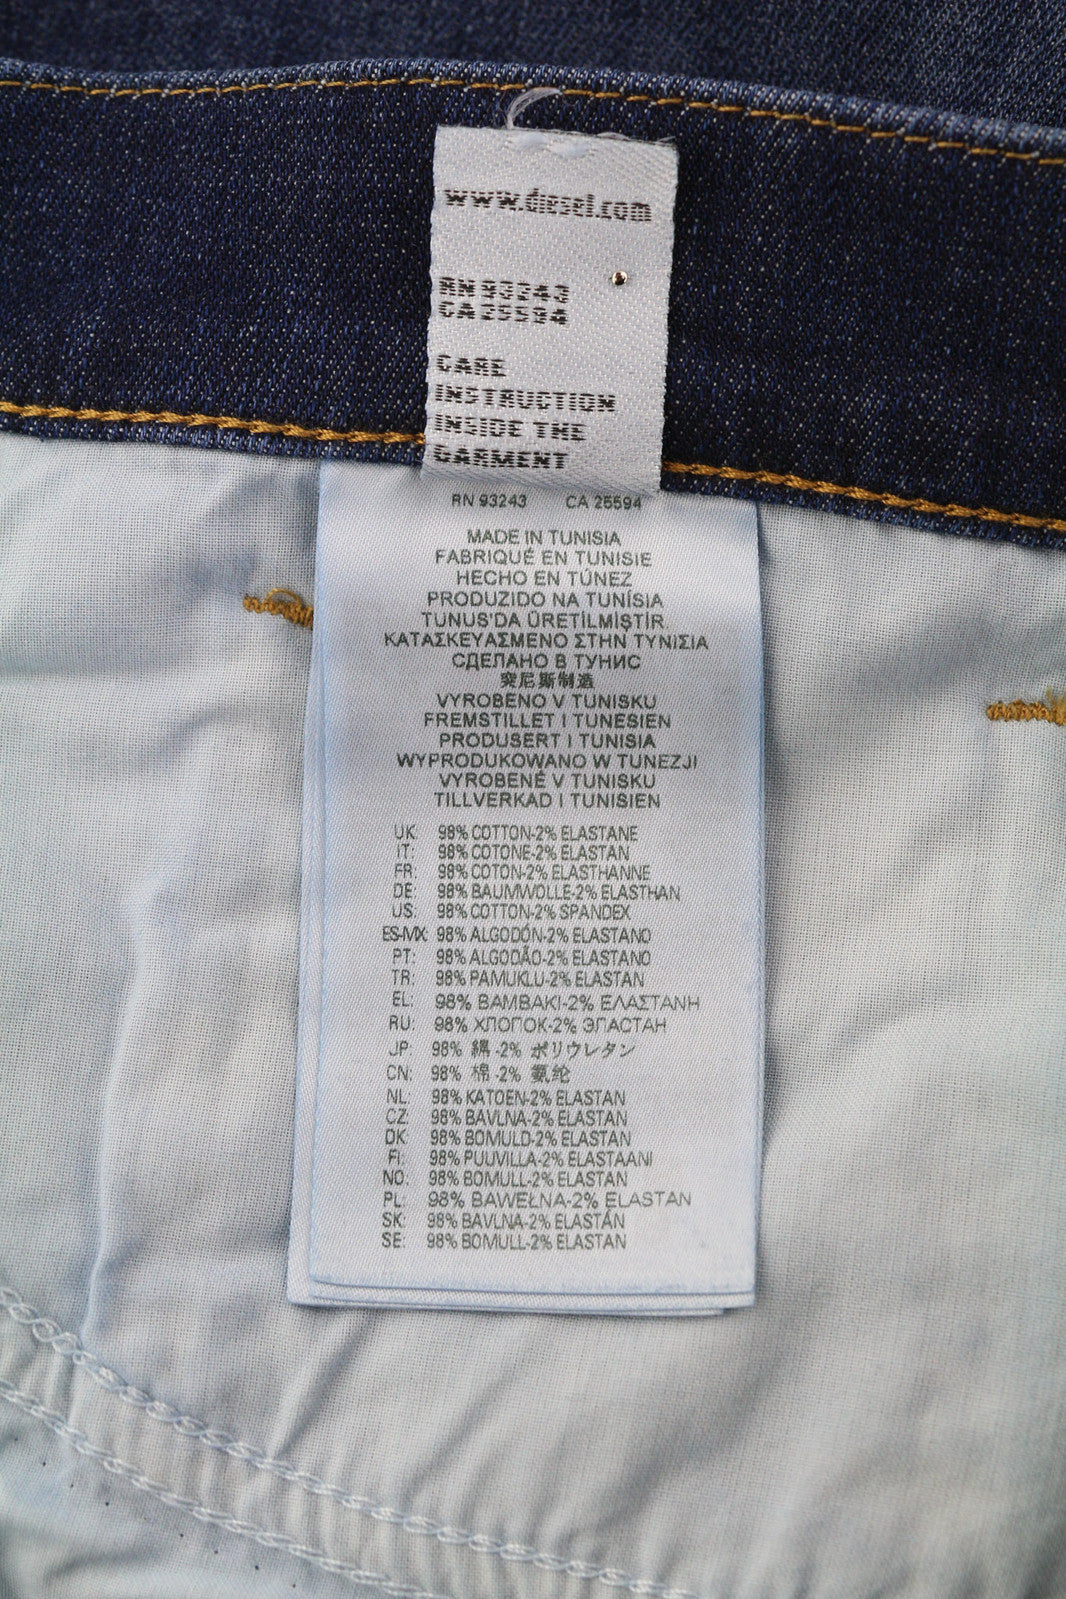 www.diesel.com
RN 93243
CA 25594
CARE
INSTRUCTION
INSIDE THE
GARMENT
RN 93243 CA 25594
MADE IN TUNISIA
FABRIQUÉ EN TUNISIE
HECHO EN TÚNEZ
PRODUZIDO NA TUNÍSIA
TUNUS'DA ÜRETİLMİŞTİR
ΚΑΤΑΣΚΕΥΑΣΜΕΝΟ ΣΤΗΝ ΤΥΝΙΣΙΑ
СДЕЛАНО В ТУНИС
突尼斯制造
VYROBENO V TUNISKU
FREMSTILLET I TUNESIEN
PRODUSERT I TUNISIA
WYPRODUKOWANO W TUNEZJI
VYROBENÉ V TUNISKU
TILLVERKAD I TUNISIEN
UK: 98% COTTON-2% ELASTANE
IT: 98% COTONE-2% ELASTAN
FR: 98% COTON-2% ELASTHANNE
DE: 98% BAUMWOLLE-2% ELASTHAN
US: 98% COTTON-2% SPANDEX
ES-MX: 98% ALGODÓN-2% ELASTANO
PT: 98% ALGODÃO-2% ELASTANO
TR: 98% PAMUKLU-2% ELASTAN
EL: 98% ΒΑΜΒΑΚΙ-2% ΕΛΑΣΤΑΝΗ
RU: 98% ХЛОПОК-2% ЭЛАСТАН
JP: 98% 綿 -2% ポリウレタン
CN: 98% 棉 -2% 氨纶
NL: 98% KATOEN-2% ELASTAN
CZ: 98% BAVLNA-2% ELASTAN
DK: 98% BOMULD-2% ELASTAN
FI: 98% PUUVILLA-2% ELASTAANI
NO: 98% BOMULL-2% ELASTAN
PL: 98% BAWEŁNA-2% ELASTAN
SK: 98% BAVLNA-2% ELASTÁN
SE: 98% BOMULL-2% ELASTAN